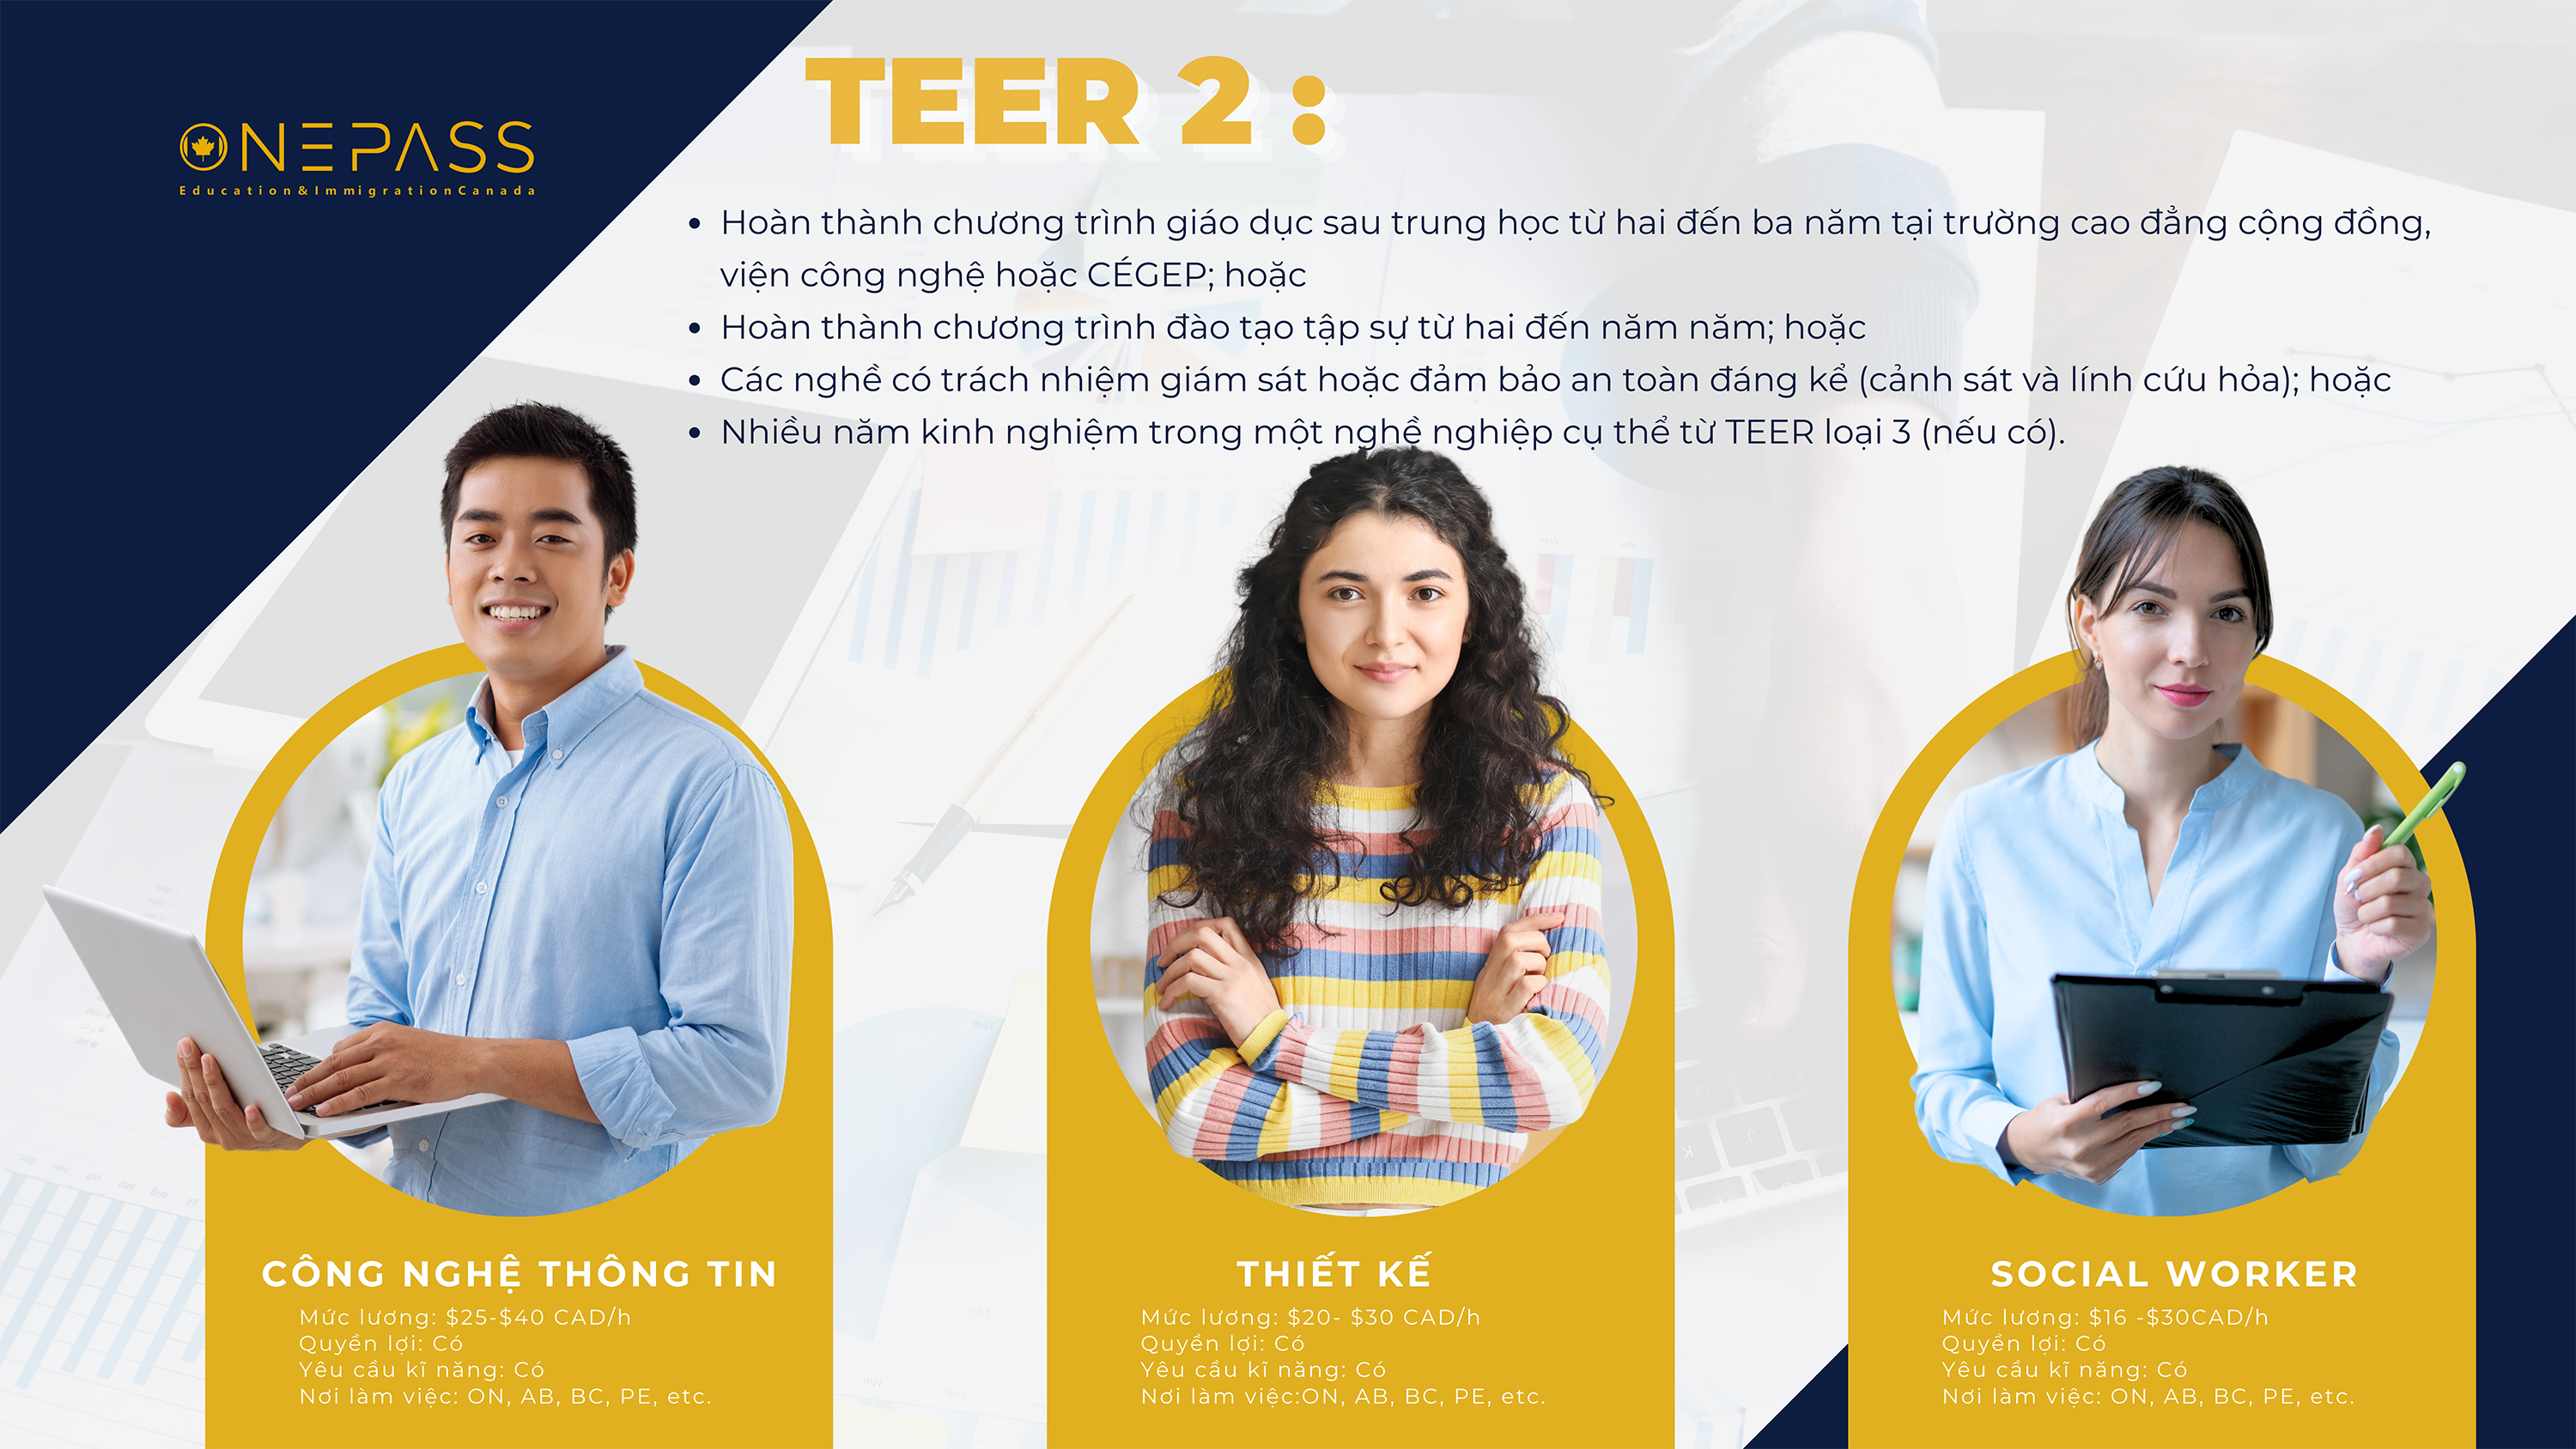 ONEPASS
Education&ImmigrationCanada
TEER 2 :
• Hoàn thành chương trình giáo dục sau trung học từ hai đến ba năm tại trường cao đẳng cộng đồng,
viện công nghệ hoặc CÉGEP; hoặc
• Hoàn thành chương trình đào tạo tập sự từ hai đến năm năm; hoặc
• Các nghề có trách nhiệm giám sát hoặc đảm bảo an toàn đáng kể (cảnh sát và lính cứu hỏa); hoặc
• Nhiều năm kinh nghiệm trong một nghề nghiệp cụ thể từ TEER loại 3 (nếu có).
CÔNG NGHỆ THÔNG TIN
Mức lương: $25-$40 CAD/h
Quyền lợi: Có
Yêu cầu kĩ năng: Có
Nơi làm việc: ON, AB, BC, PE, etc.
THIẾT KẾ
Mức lương: $20- $30 CAD/h
Quyền lợi: Có
Yêu cầu kĩ năng: Có
Nơi làm việc:ON, AB, BC, PE, etc.
SOCIAL WORKER
Mức lương: $16 -$30CAD/h
Quyền lợi: Có
Yêu cầu kĩ năng: Có
Nơi làm việc: ON, AB, BC, PE, etc.